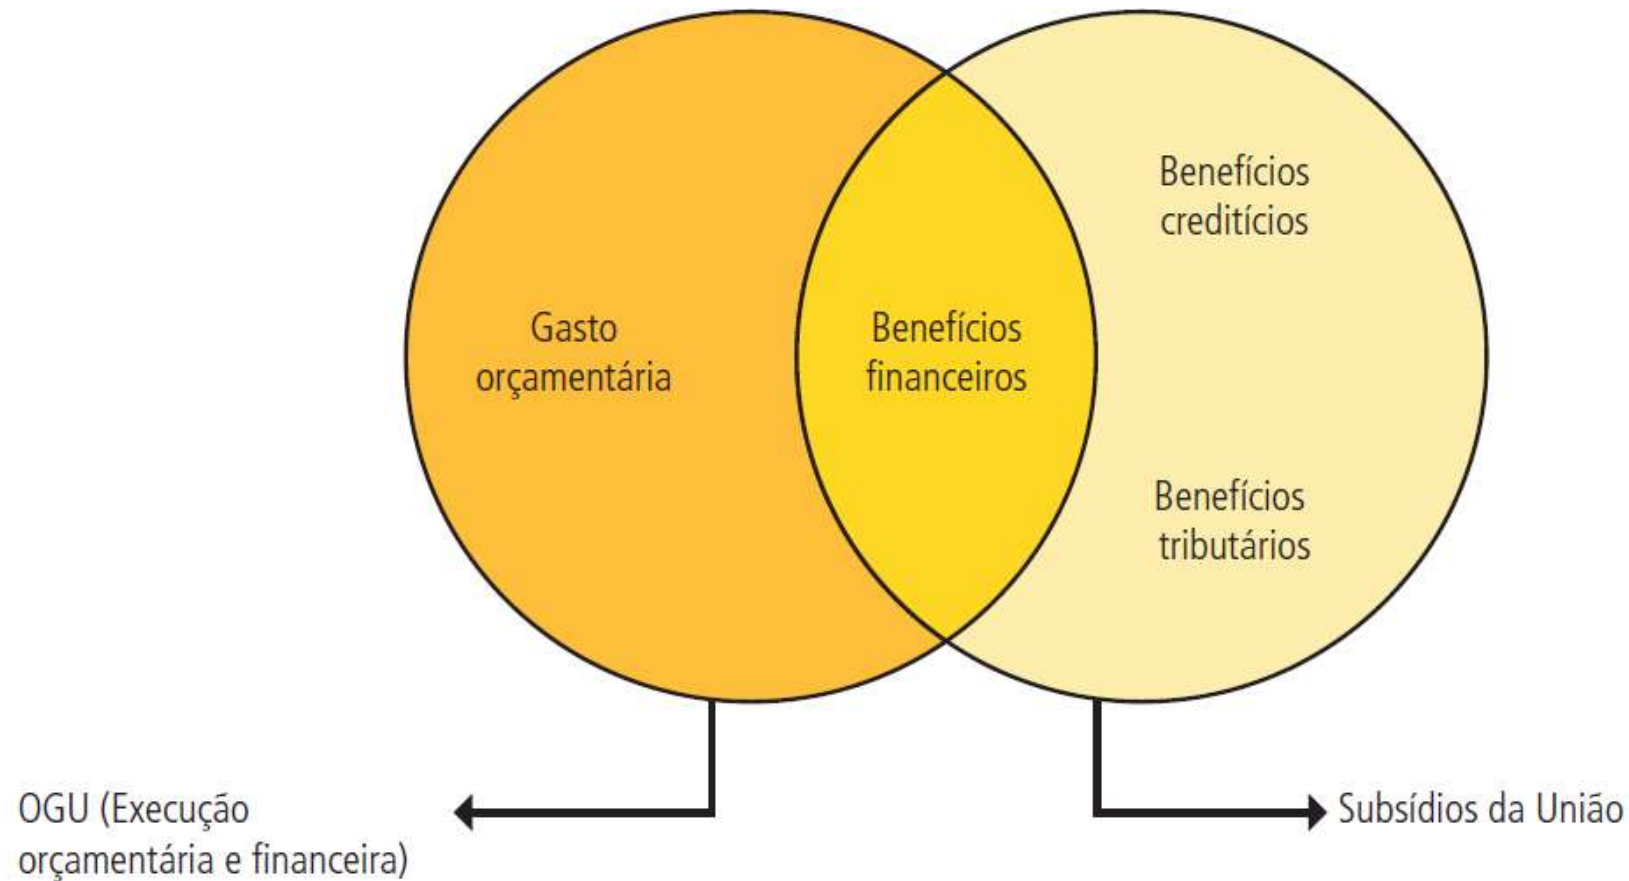 Benefícios
creditícios
Gasto
orçamentária
Benefícios
financeiros
Benefícios
tributários
OGU (Execução
orçamentária e financeira)
Subsídios da União